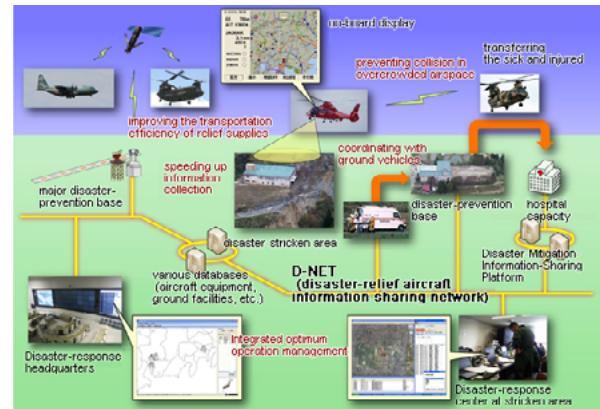 on-board display
preventing collision in
overcrowded airspace
transferring
the sick and injured
improving the transportation
efficiency of relief supplies
coordinating with
ground vehicles
speeding up
information
collection
major disaster-
prevention base
disaster-prevention
base
hospital
capacity
disaster stricken area
Disaster Mitigation
Information-Sharing
Platform
various databases
(aircraft equipment,
ground facilities, etc.)
D-NET
(disaster-relief aircraft
information sharing network)
Integrated optimum
operation management
Disaster-response
headquarters
Disaster-response
center at stricken area